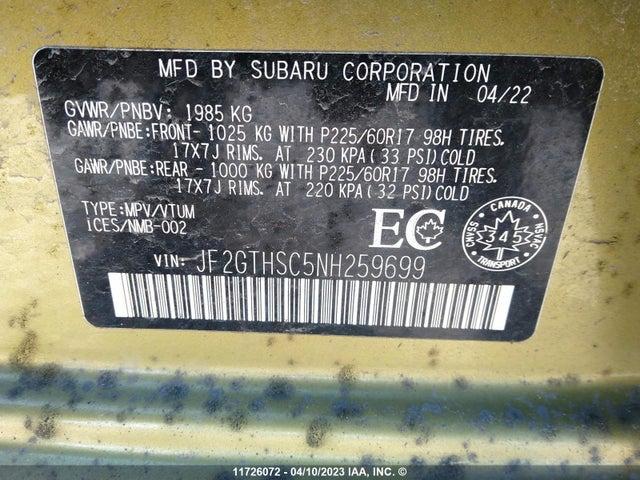 MFD BY SUBARU CORPORATION
MFD IN 04/22
GVWR/PNBV: 1985 KG
GAWR/PNBE:FRONT- 1025 KG WITH P225/60R17 98H TIRES.
17X7J RIMS. AT 230 KPA(33 PSI)COLD
GAWR/PNBE:REAR - 1000 KG WITH P225/60R17 98H TIRES.
17X7J RIMS. AT 220 KPA(32 PSI)COLD
TYPE:MPV/VTUM
ICES/NMB-002
EC
CANADA
CMVSS
NSVAC
345
TRANSPORT
VIN: JF2GTHSC5NH259699
11726072 - 04/10/2023 IAA, INC. ©